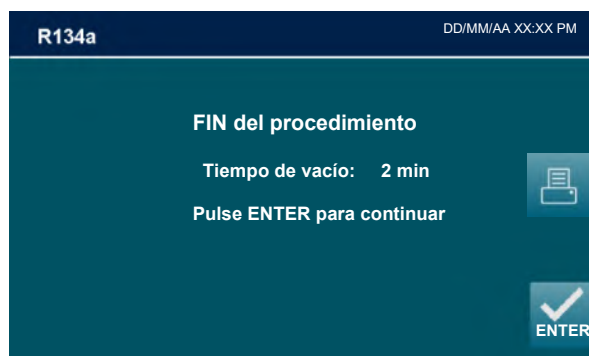 R134a
DD/MM/AA XX:XX PM
FIN del procedimiento
Tiempo de vacío: 2 min
Pulse ENTER para continuar
ENTER